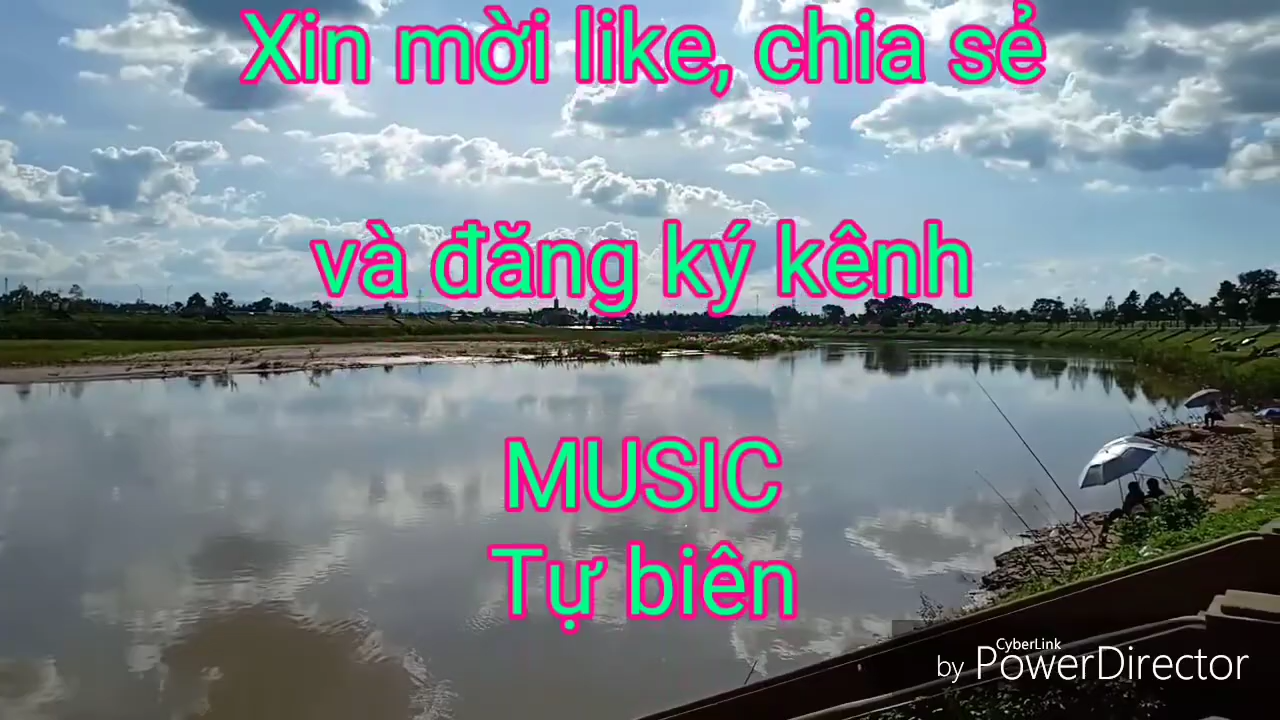 Xin mời like, chia sẻ
và đăng ký kênh
MUSIC
Tự biên
CyberLink
by PowerDirector